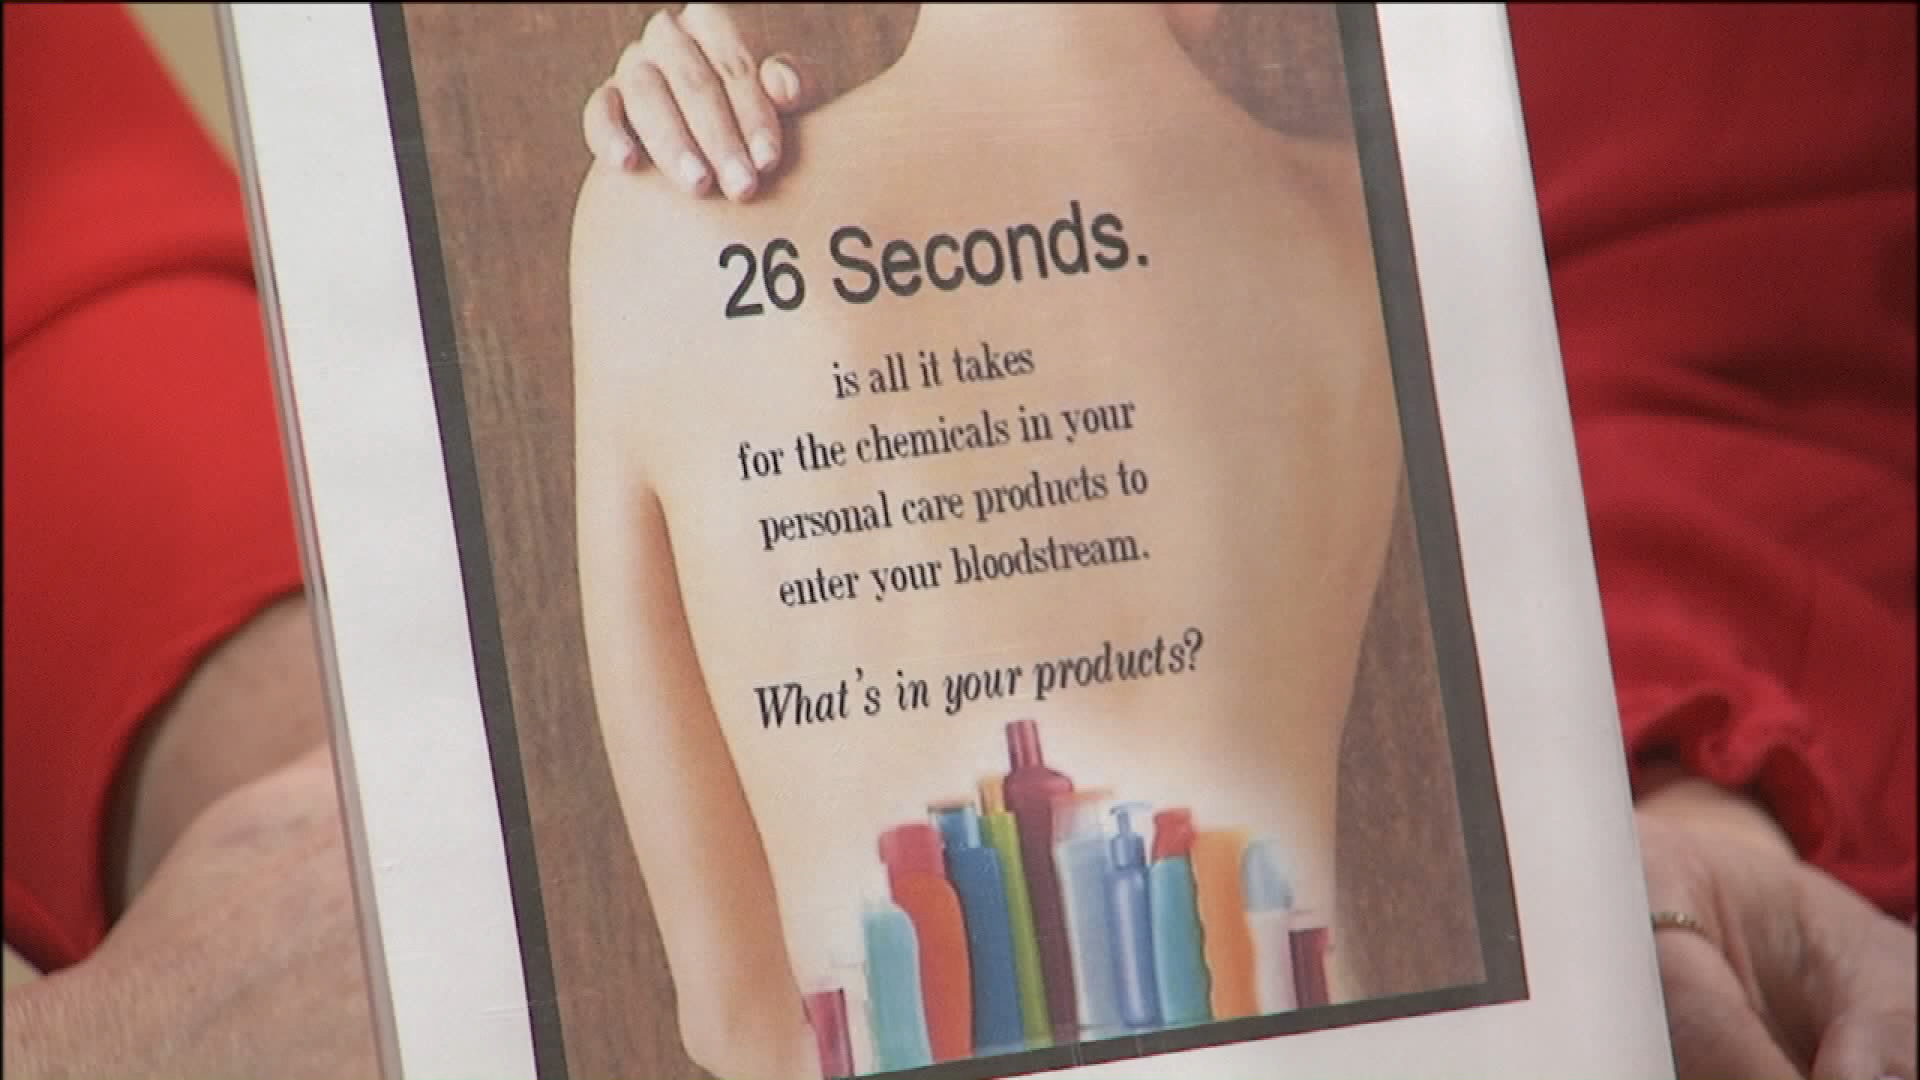 26 Seconds.
is all it takes
for the chemicals in your
personal care products to
enter your bloodstream.
What's in your products?